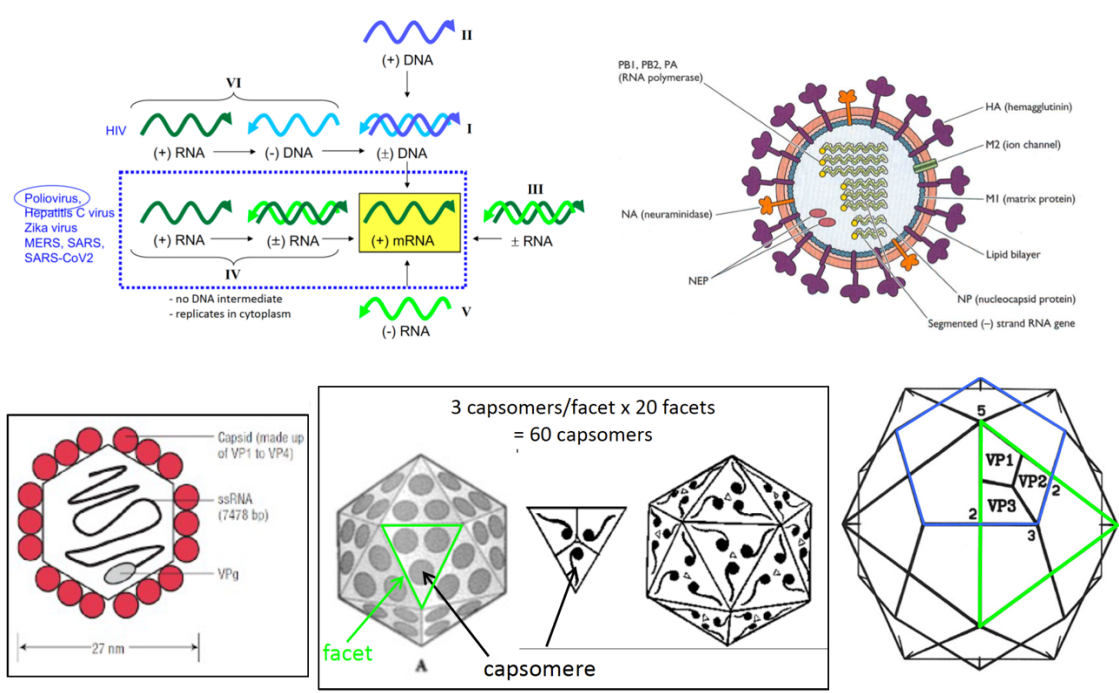 II
(+) DNA
VI
HIV
I
(+) RNA
(-) DNA
(±) DNA
Poliovirus,
Hepatitis C virus
Zika virus
MERS, SARS,
SARS-CoV2
III
(+) RNA
(±) RNA
(+) mRNA
± RNA
IV
- no DNA intermediate
- replicates in cytoplasm
V
(-) RNA
PB1, PB2, PA
(RNA polymerase)
HA (hemagglutinin)
M2 (ion channel)
M1 (matrix protein)
NA (neuraminidase)
Lipid bilayer
NEP
NP (nucleocapsid protein)
Segmented (–) strand RNA gene
Capsid (made up
of VP1 to VP4)
ssRNA
(7478 bp)
VPg
27 nm
3 capsomers/facet x 20 facets
= 60 capsomers
facet
A
capsomere
5
VP1
VP2
2
VP3
2
3